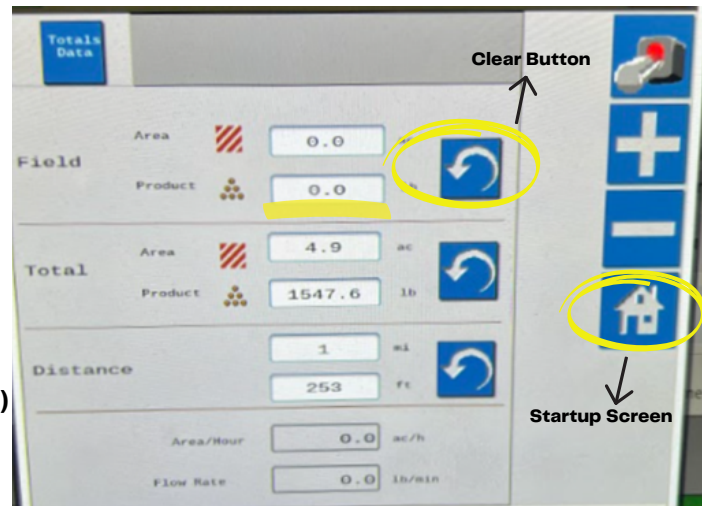 Totals
Data
Clear Button
Field
Area 0.0
Product 0.0
Total
Area 4.9 ac
Product 1547.6 lb
Distance
1 mi
253 ft
)
Startup Screen
Area/Hour 0.0 ac/h
Flow Rate 0.0 lb/min